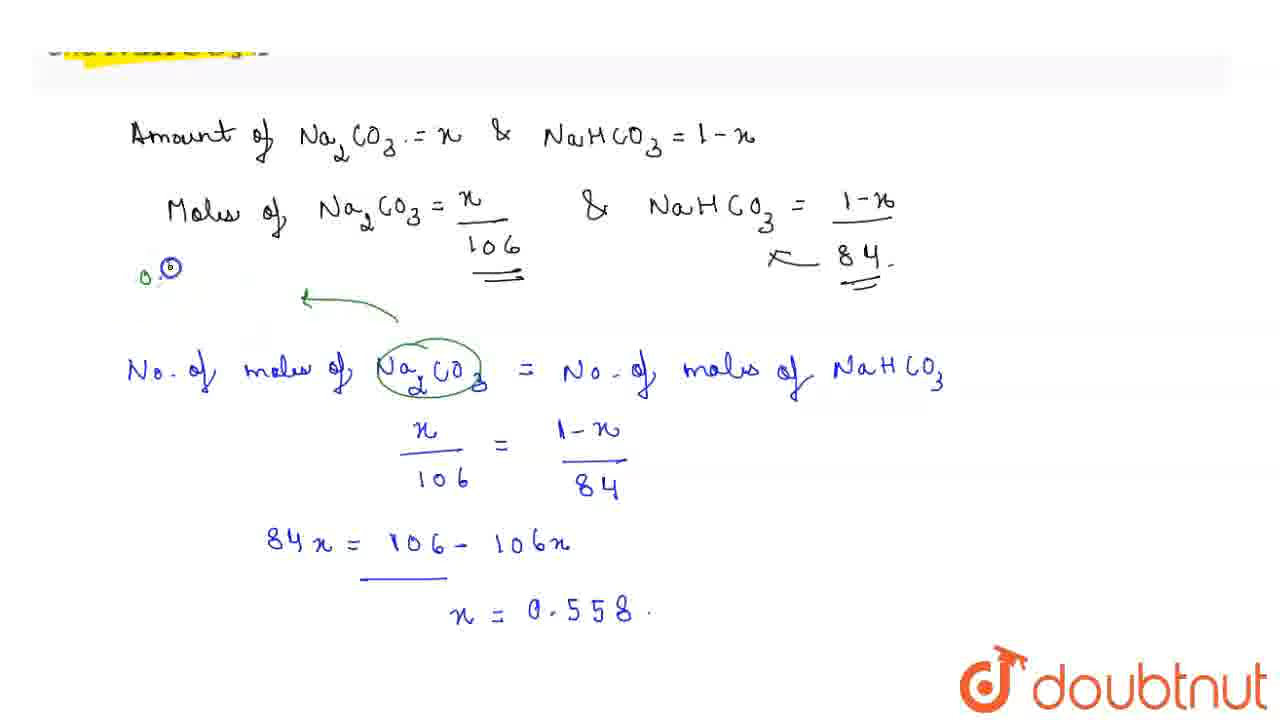 Amount of Na2CO3 = x & NaHCO3 = 1 - x
Moles of Na2CO3 = x/106 & NaHCO3 = 1-x/84
0.
No. of moles of Na2CO3 = No. of moles of NaHCO3
x/106 = 1-x/84
84x = 106 - 106x
x = 0.558.
doubtnut